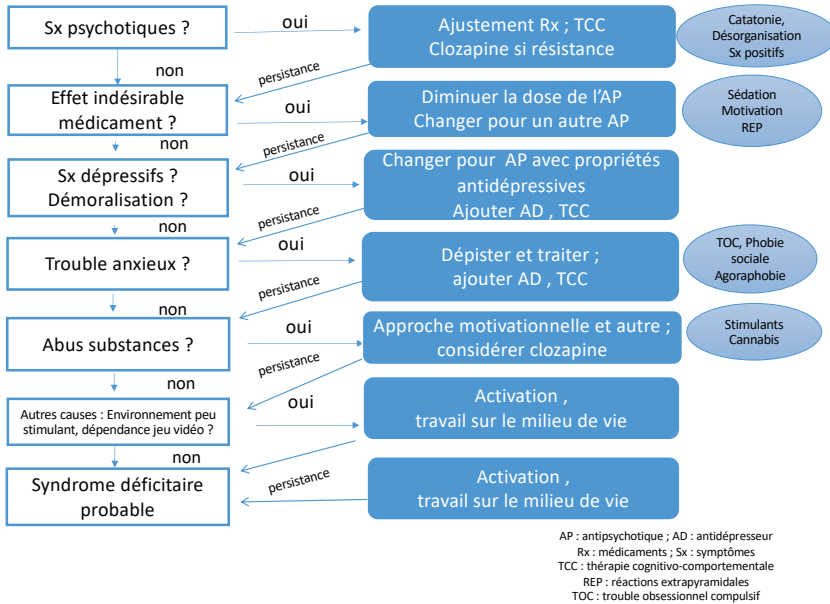 Sx psychotiques ?
oui
Ajustement Rx ; TCC
Clozapine si résistance
Catatonie,
Désorganisation
Sx positifs
non
persistance
Effet indésirable
médicament ?
oui
Diminuer la dose de l'AP
Changer pour un autre AP
Sédation
Motivation
REP
non
persistance
Sx dépressifs ?
Démoralisation ?
oui
Changer pour AP avec propriétés
antidépressives
Ajouter AD , TCC
non
persistance
Trouble anxieux ?
oui
Dépister et traiter ;
ajouter AD , TCC
TOC, Phobie
sociale
Agoraphobie
non
persistance
Abus substances ?
oui
Approche motivationnelle et autre ;
considérer clozapine
Stimulants
Cannabis
non
persistance
Autres causes : Environnement peu
stimulant, dépendance jeu vidéo ?
oui
Activation ,
travail sur le milieu de vie
non
Syndrome déficitaire
probable
persistance
Activation ,
travail sur le milieu de vie
AP : antipsychotique ; AD : antidépresseur
Rx : médicaments ; Sx : symptômes
TCC : thérapie cognitivo-comportementale
REP : réactions extrapyramidales
TOC : trouble obsessionnel compulsif